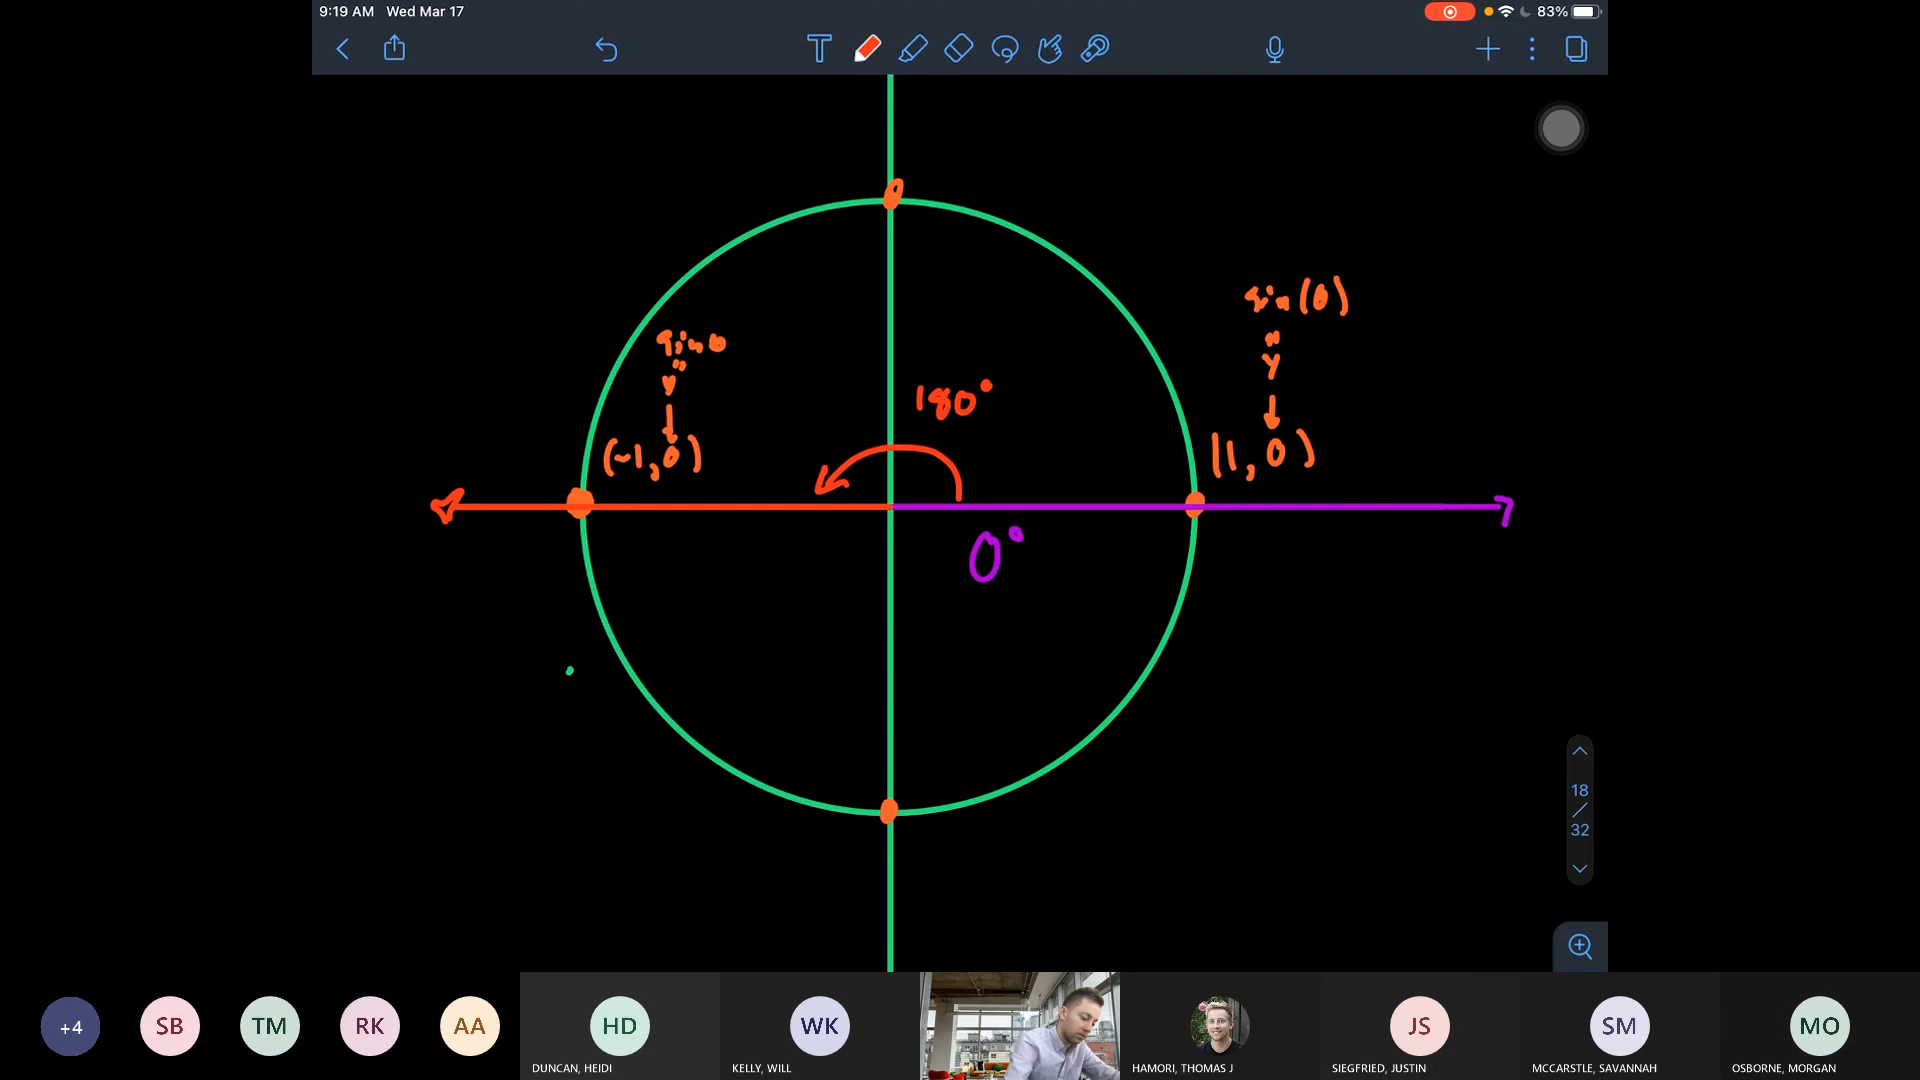 9:19 AM Wed Mar 17
83%
T
sin(θ)
"
y
sin θ
"
y
180°
(-1, 0)
(1, 0)
0°
18
/
32
+4
SB
TM
RK
AA
HD
WK
JS
SM
MO
DUNCAN, HEIDI
KELLY, WILL
HAMORI, THOMAS J
SIEGFRIED, JUSTIN
MCCARSTLE, SAVANNAH
OSBORNE, MORGAN